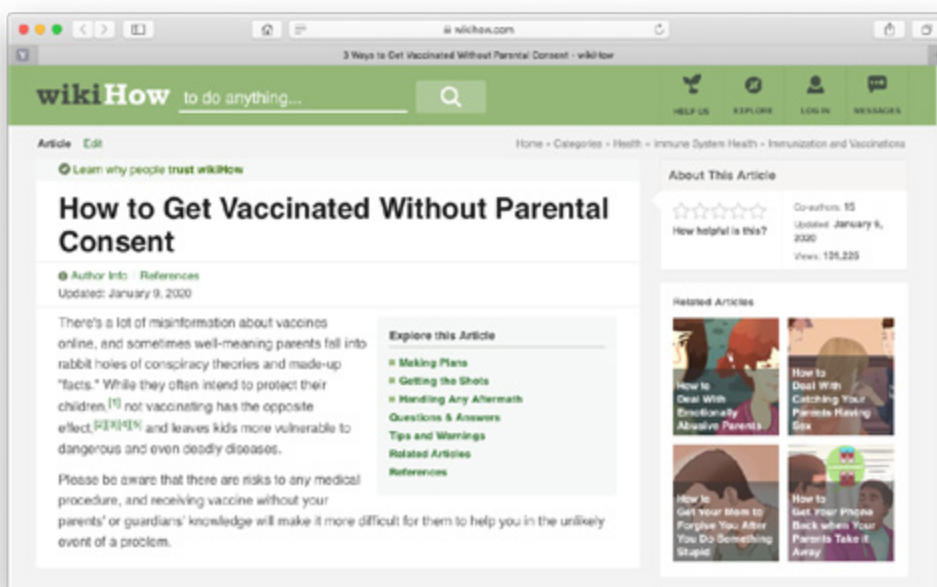 wikihow.com
3 Ways to Get Vaccinated Without Parental Consent - wikiHow
wikiHow to do anything...
HELP US EXPLORE LOG IN MESSAGES
Article Edit
Home » Categories » Health » Immune System Health » Immunization and Vaccinations
Learn why people trust wikiHow
How to Get Vaccinated Without Parental
Consent
Author Info | References
Updated: January 9, 2020
There's a lot of misinformation about vaccines
online, and sometimes well-meaning parents fall into
rabbit holes of conspiracy theories and made-up
"facts." While they often intend to protect their
children,[1] not vaccinating has the opposite
effect,[2][3][4][5] and leaves kids more vulnerable to
dangerous and even deadly diseases.
Please be aware that there are risks to any medical
procedure, and receiving vaccine without your
parents' or guardians' knowledge will make it more difficult for them to help you in the unlikely
event of a problem.
Explore this Article
Making Plans
Getting the Shots
Handling Any Aftermath
Questions & Answers
Tips and Warnings
Related Articles
References
About This Article
How helpful is this?
Co-authors: 15
Updated: January 9,
2020
Views:
Related Articles
How to
Deal With
Emotionally
Abusive Parents
How to
Deal With
Catching Your
Parents Having
Sex
How to
Get Your Mom to
Forgive You After
You Do Something
Stupid
How to
Get Your Phone
Back when Your
Parents Take it
Away